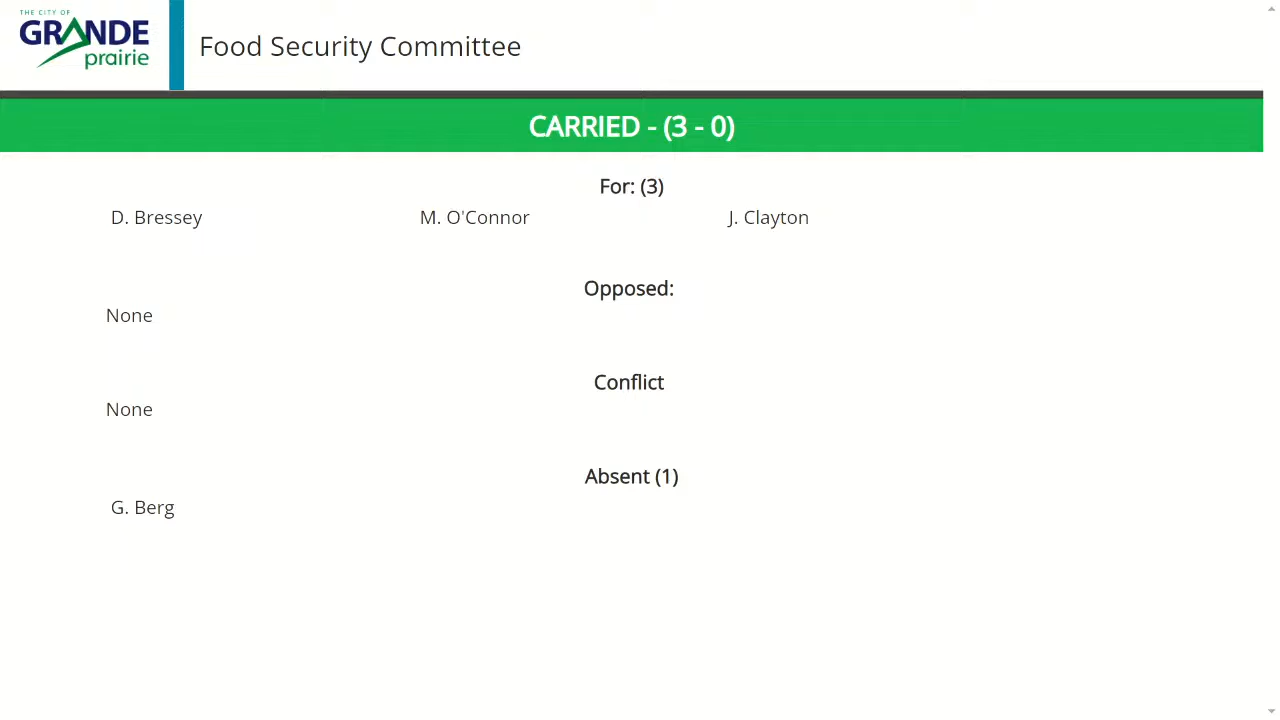 THE CITY OF
GRANDE
prairie
Food Security Committee
CARRIED - (3 - 0)
For: (3)
D. Bressey M. O'Connor J. Clayton
Opposed:
None
Conflict
None
Absent (1)
G. Berg